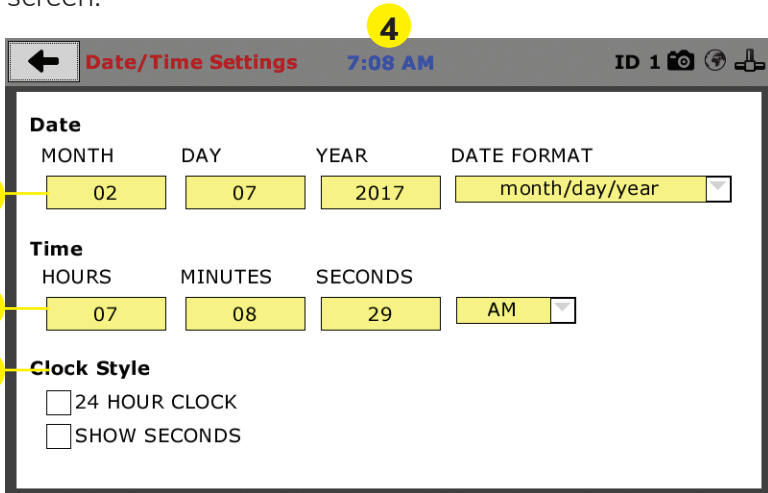 screen.
4
Date/Time Settings 7:08 AM ID 1
Date
MONTH DAY YEAR DATE FORMAT
02 07 2017 month/day/year
Time
HOURS MINUTES SECONDS
07 08 29 AM
Clock Style
24 HOUR CLOCK
SHOW SECONDS